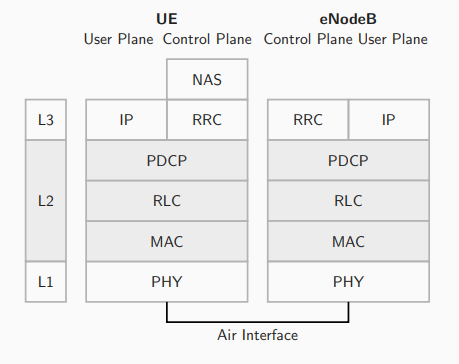 UE eNodeB
User Plane Control Plane Control Plane User Plane
NAS
L3 IP RRC RRC IP
PDCP PDCP
L2 RLC RLC
MAC MAC
L1 PHY PHY
Air Interface